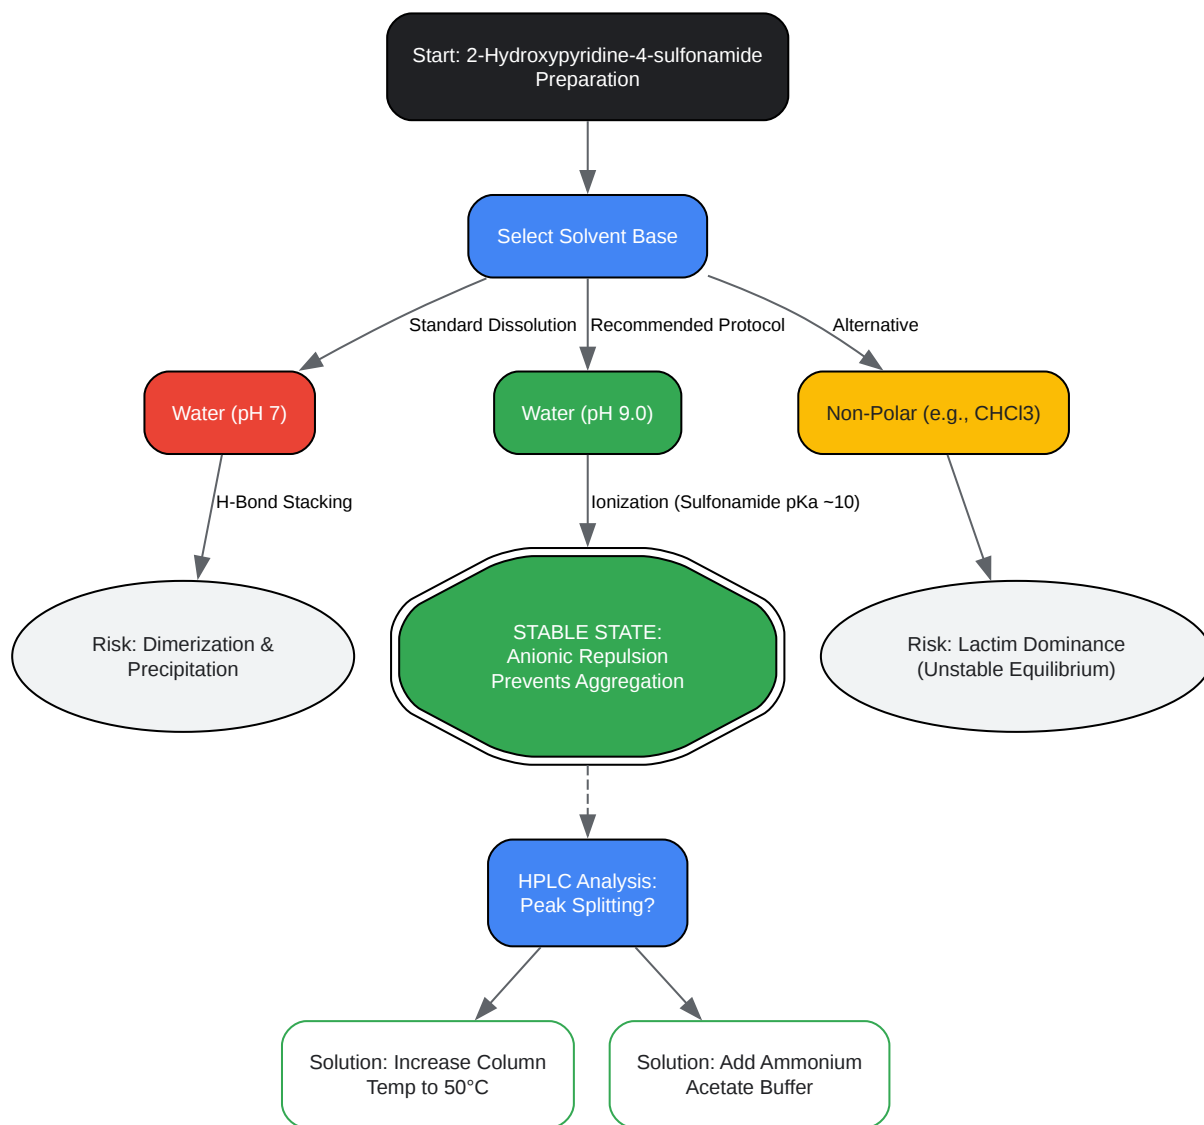 Start: 2-Hydroxypyridine-4-sulfonamide
Preparation
Select Solvent Base
Standard Dissolution
Recommended Protocol
Alternative
Water (pH 7)
Water (pH 9.0)
Non-Polar (e.g., CHCl3)
H-Bond Stacking
Ionization (Sulfonamide pKa ~10)
Risk: Dimerization &
Precipitation
STABLE STATE:
Anionic Repulsion
Prevents Aggregation
Risk: Lactim Dominance
(Unstable Equilibrium)
HPLC Analysis:
Peak Splitting?
Solution: Increase Column
Temp to 50°C
Solution: Add Ammonium
Acetate Buffer